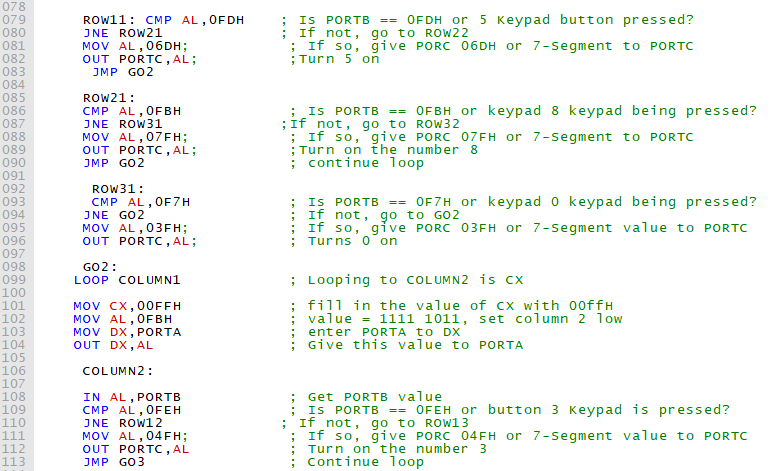 078
079 ROW11: CMP AL,0FDH ; Is PORTB == 0FDH or 5 Keypad button pressed?
080 JNE ROW21 ; If not, go to ROW22
081 MOV AL,06DH; ; If so, give PORC 06DH or 7-Segment to PORTC
082 OUT PORTC,AL; ;Turn 5 on
083 JMP GO2
084
085 ROW21:
086 CMP AL,0FBH ; Is PORTB == 0FBH or keypad 8 keypad being pressed?
087 JNE ROW31 ;If not, go to ROW32
088 MOV AL,07FH; ; If so, give PORC 07FH or 7-Segment to PORTC
089 OUT PORTC,AL; ;Turn on the number 8
090 JMP GO2 ; continue loop
091
092 ROW31:
093 CMP AL,0F7H ; Is PORTB == 0F7H or keypad 0 keypad being pressed?
094 JNE GO2 ; If not, go to GO2
095 MOV AL,03FH; ; If so, give PORC 03FH or 7-Segment value to PORTC
096 OUT PORTC,AL; ; Turns 0 on
097
098 GO2:
099 LOOP COLUMN1 ; Looping to COLUMN2 is CX
100
101 MOV CX,00FFH ; fill in the value of CX with 00ffH
102 MOV AL,0FBH ; value = 1111 1011, set column 2 low
103 MOV DX,PORTA ; enter PORTA to DX
104 OUT DX,AL ; Give this value to PORTA
105
106 COLUMN2:
107
108 IN AL,PORTB ; Get PORTB value
109 CMP AL,0FEH ; Is PORTB == 0FEH or button 3 Keypad is pressed?
110 JNE ROW12 ; If not, go to ROW13
111 MOV AL,04FH; ; If so, give PORC 04FH or 7-Segment value to PORTC
112 OUT PORTC,AL ; Turn on the number 3
113 JMP GO3 ; Continue loop